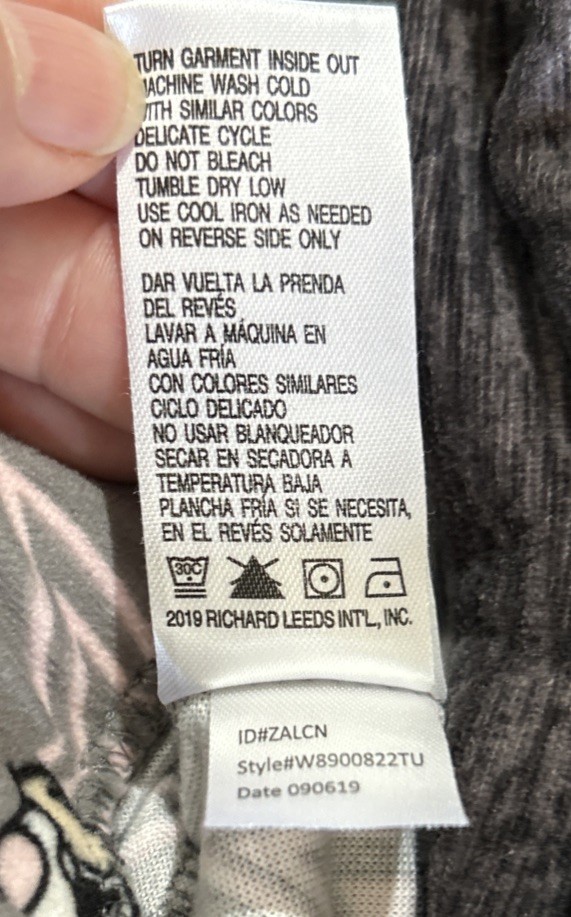 TURN GARMENT INSIDE OUT
MACHINE WASH COLD
WITH SIMILAR COLORS
DELICATE CYCLE
DO NOT BLEACH
TUMBLE DRY LOW
USE COOL IRON AS NEEDED
ON REVERSE SIDE ONLY
DAR VUELTA LA PRENDA
DEL REVÉS
LAVAR A MÁQUINA EN
AGUA FRÍA
CON COLORES SIMILARES
CICLO DELICADO
NO USAR BLANQUEADOR
SECAR EN SECADORA A
TEMPERATURA BAJA
PLANCHA FRÍA SI SE NECESITA,
EN EL REVÉS SOLAMENTE
30C
2019 RICHARD LEEDS INT'L, INC.
ID#ZALCN
Style#W8900822TU
Date 090619